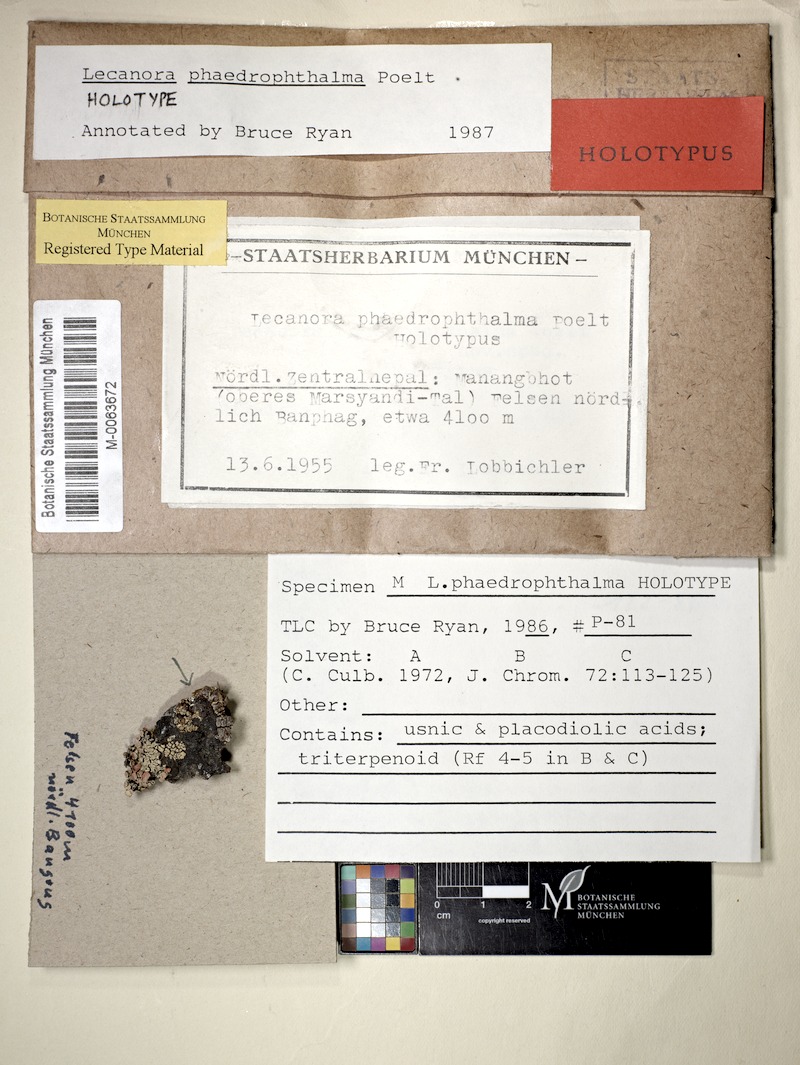 Lecanora phaedrophthalma Poelt
HOLOTYPE
Annotated by Bruce Ryan 1987
STAATS
HOLOTYPUS
BOTANISCHE STAATSSAMMLUNG
MÜNCHEN
Registered Type Material
—STAATSHERBARIUM MÜNCHEN—
Lecanora phaedrophthalma Poelt
Holotypus
Nördl.Zentralnepal: Manangbhot
(oberes Marsyandi-Tal) Felsen nörd-
lich Banphag, etwa 4100 m
13.6.1955 leg.Fr. Lobbichler
Botanische Staatssammlung München
M-0063672
Specimen M L.phaedrophthalma HOLOTYPE
TLC by Bruce Ryan, 1986, # P-81
Solvent: A B C
(C. Culb. 1972, J. Chrom. 72:113-125)
Other:
Contains: usnic & placodiolic acids;
triterpenoid (Rf 4-5 in B & C)
Felsen 4100m
nördl.
0 1 2
cm
copyright reserved
M
BOTANISCHE
STAATSSAMMLUNG
MÜNCHEN